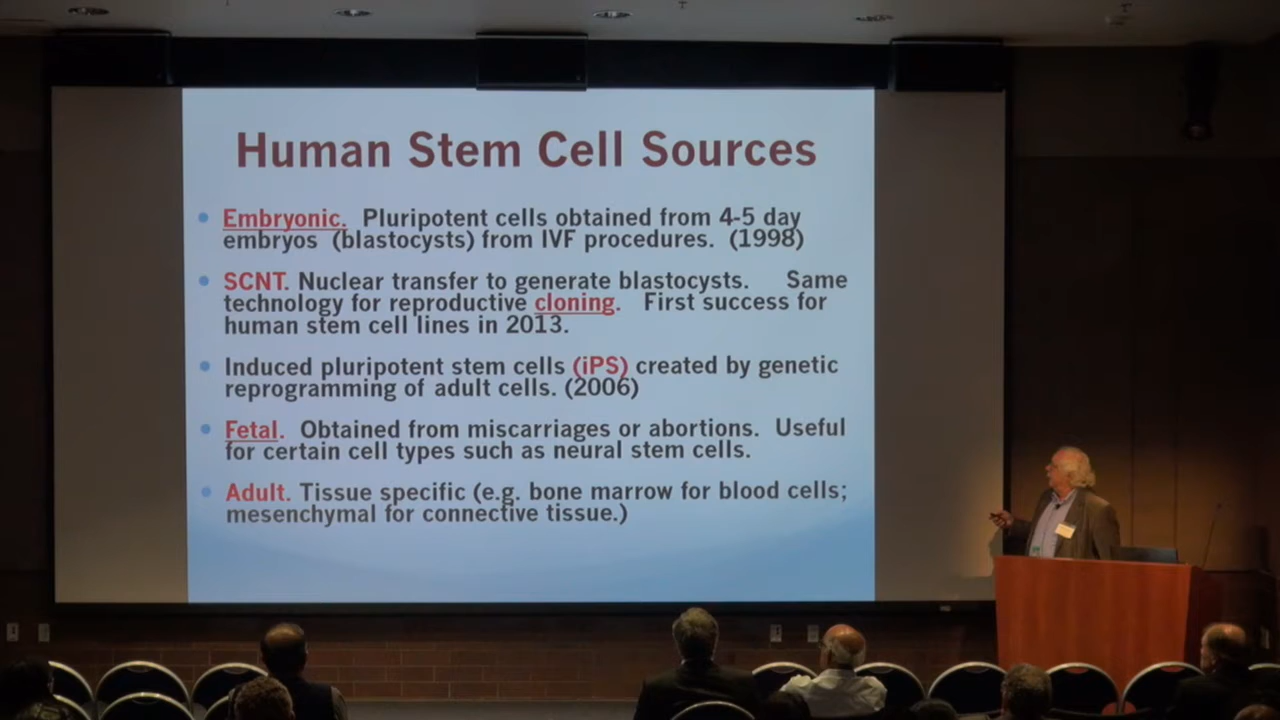 Human Stem Cell Sources
Embryonic. Pluripotent cells obtained from 4-5 day
embryos (blastocysts) from IVF procedures. (1998)
SCNT. Nuclear transfer to generate blastocysts. Same
technology for reproductive cloning. First success for
human stem cell lines in 2013.
Induced pluripotent stem cells (iPS) created by genetic
reprogramming of adult cells. (2006)
Fetal. Obtained from miscarriages or abortions. Useful
for certain cell types such as neural stem cells.
Adult. Tissue specific (e.g. bone marrow for blood cells;
mesenchymal for connective tissue.)